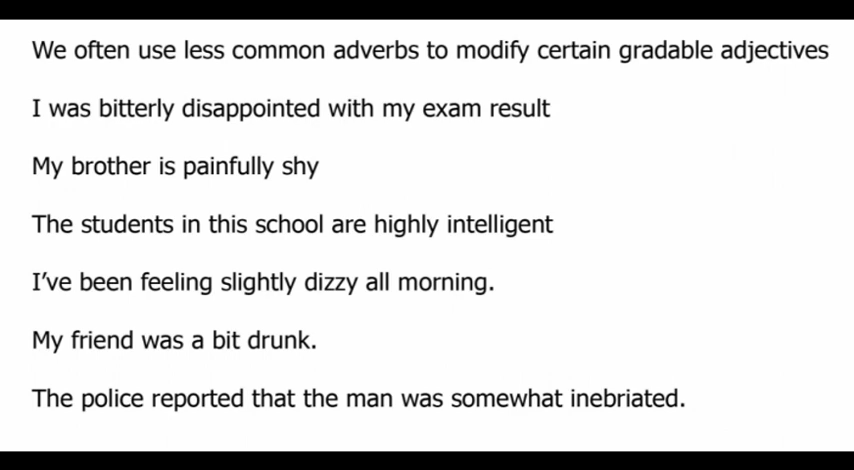 We often use less common adverbs to modify certain gradable adjectives
I was bitterly disappointed with my exam result
My brother is painfully shy
The students in this school are highly intelligent
I've been feeling slightly dizzy all morning.
My friend was a bit drunk.
The police reported that the man was somewhat inebriated.